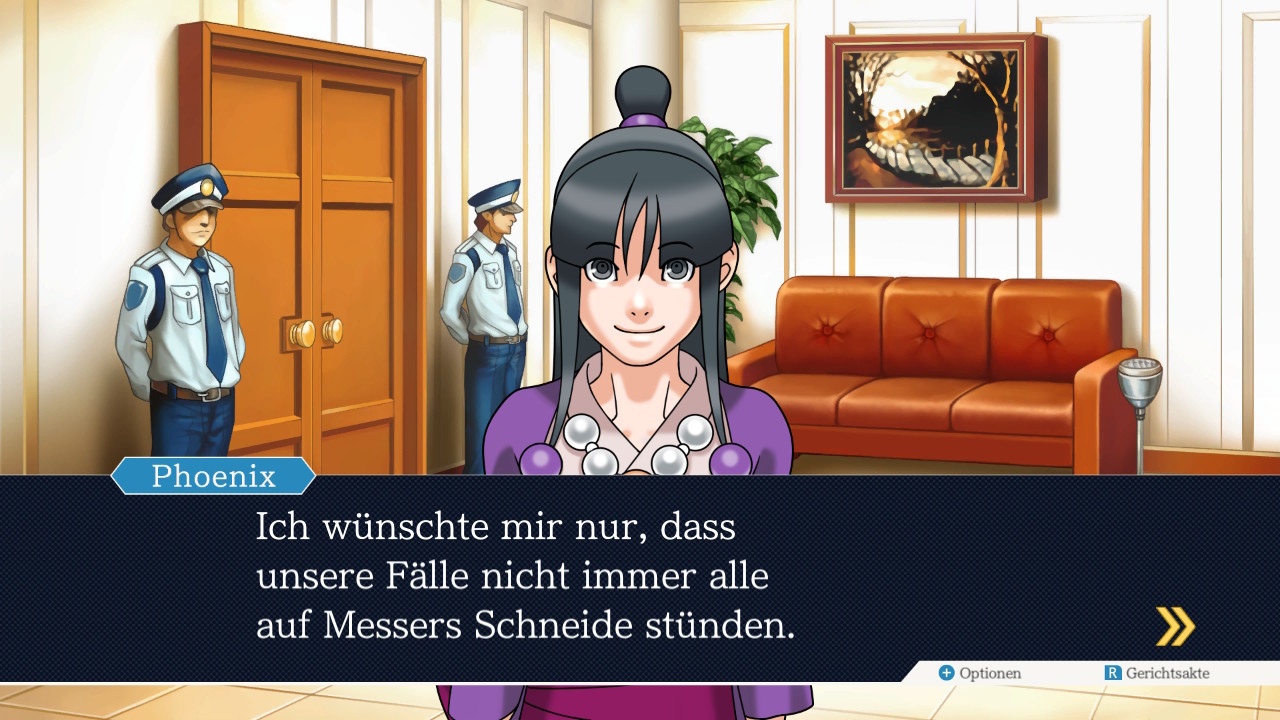 Phoenix
Ich wünschte mir nur, dass
unsere Fälle nicht immer alle
auf Messers Schneide stünden.
+ Optionen
R Gerichtsakte